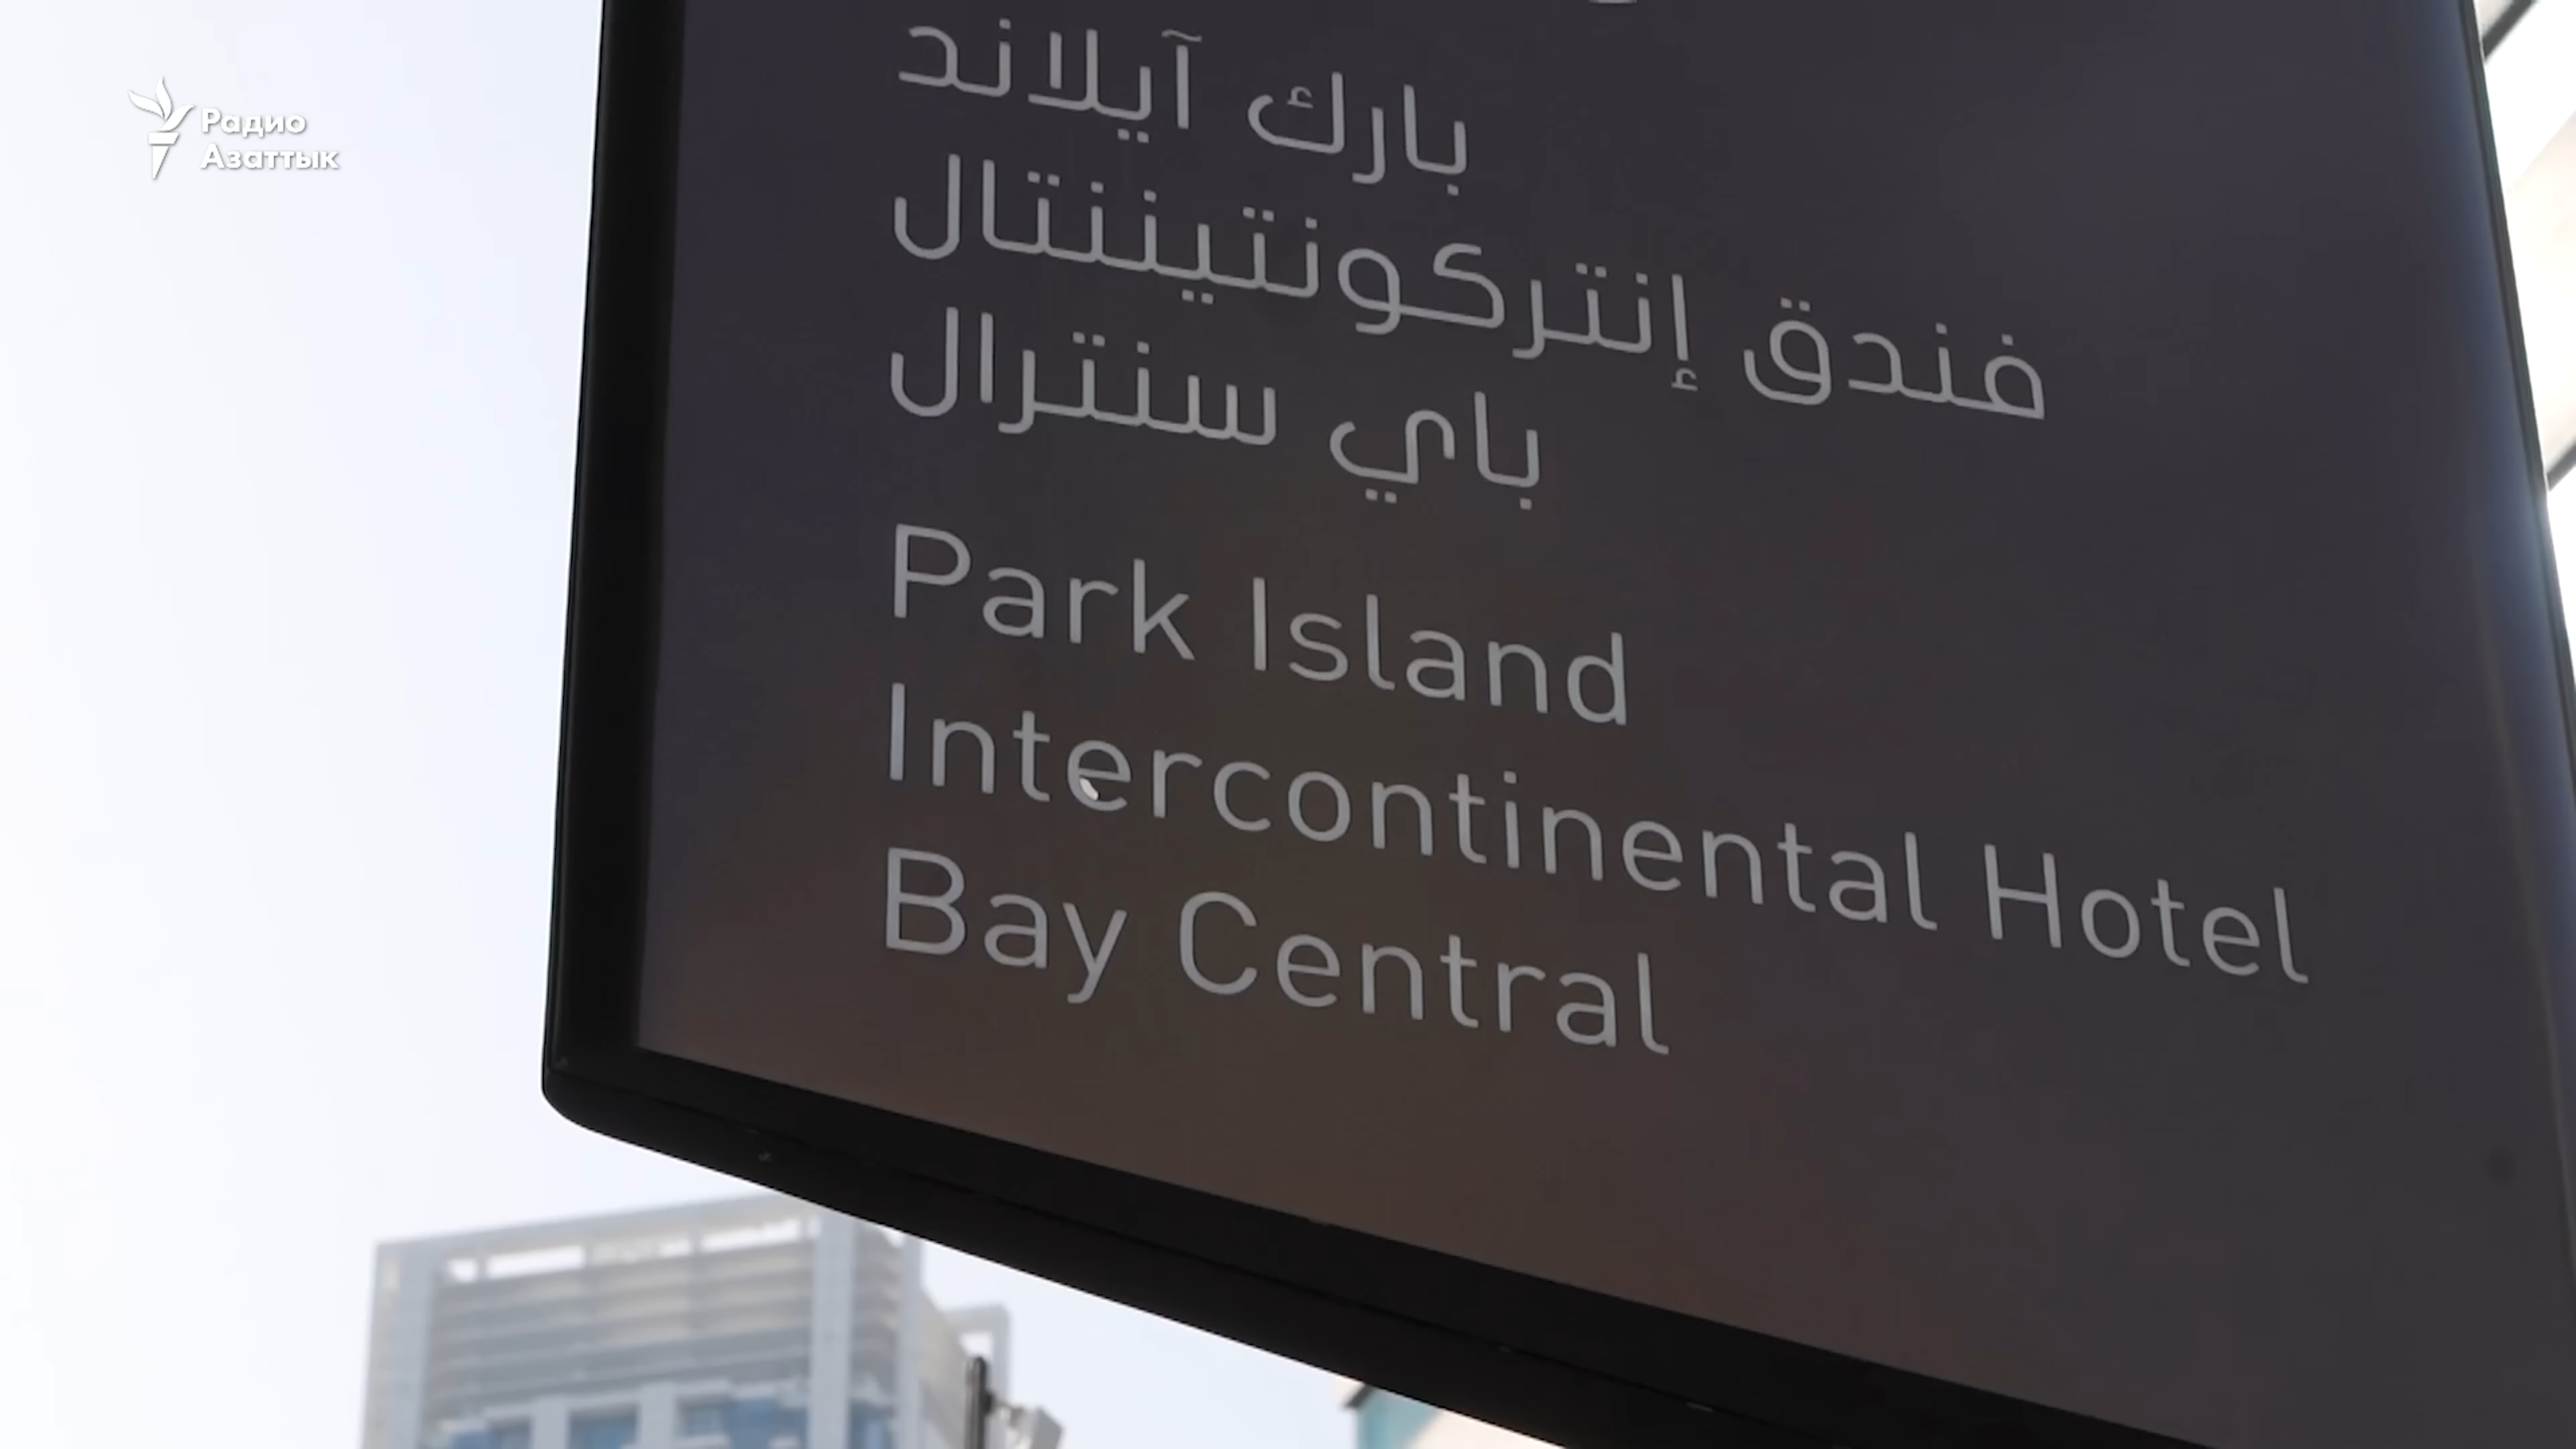 Радио
Азаттык
بارك آيلاند
فندق إنتركونتيننتال
باي سنترال
Park Island
Intercontinental Hotel
Bay Central